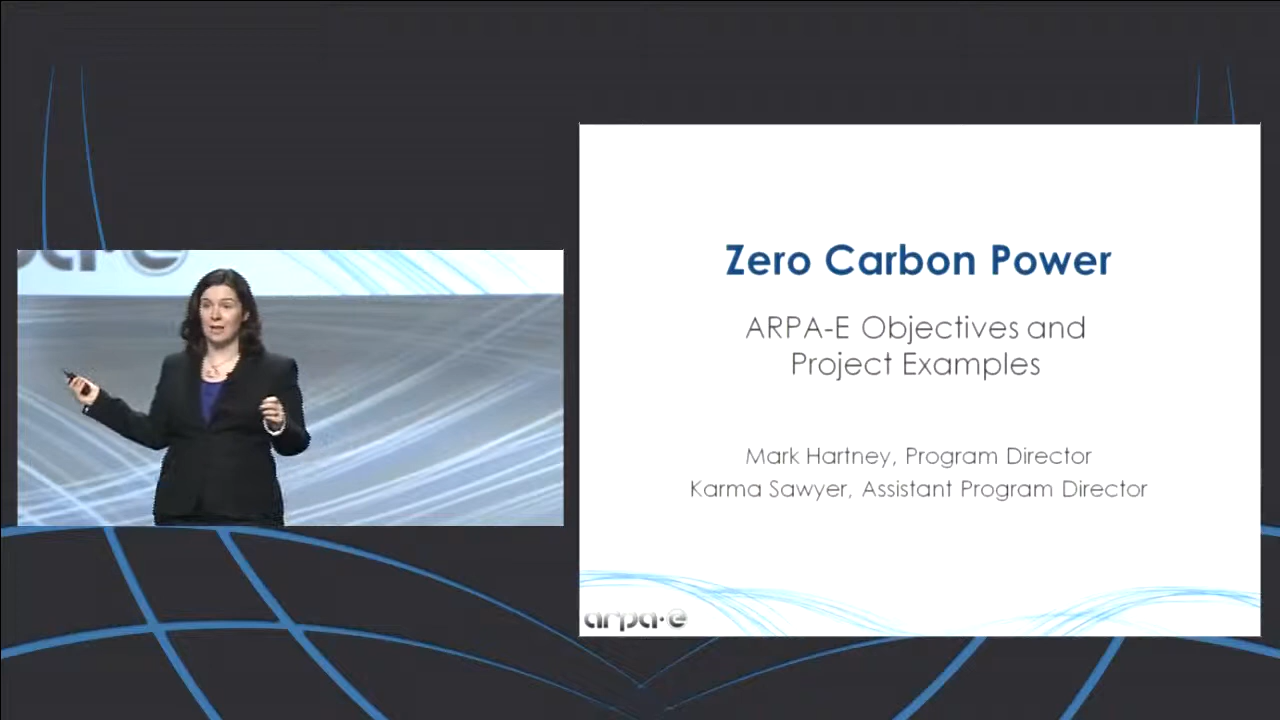 Zero Carbon Power
ARPA-E Objectives and
Project Examples
Mark Hartney, Program Director
Karma Sawyer, Assistant Program Director
arpa·e